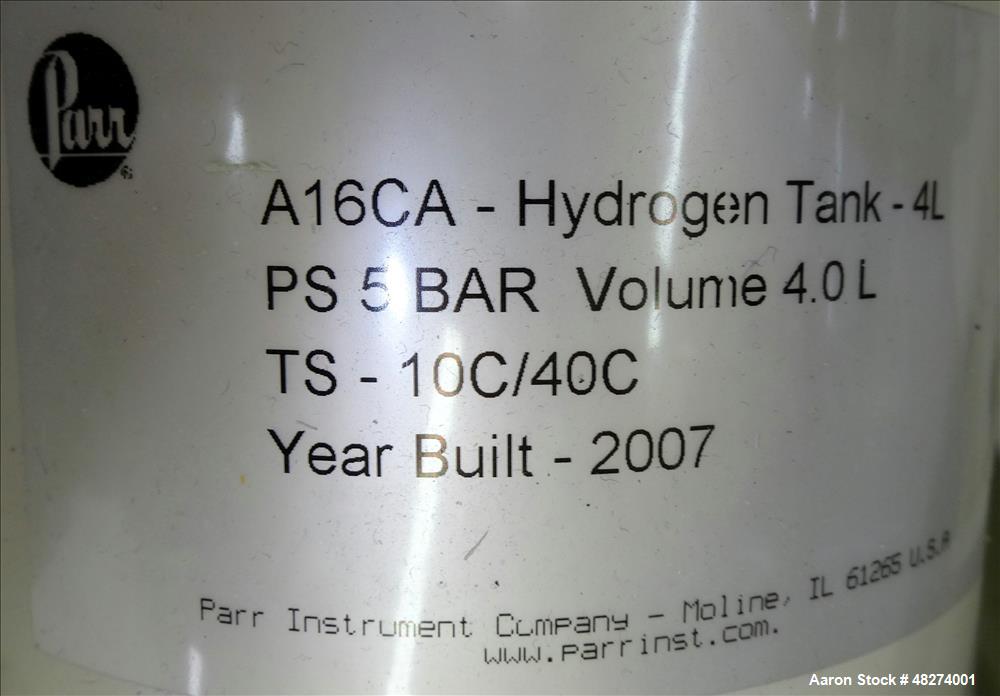 Parr
®
A16CA - Hydrogen Tank - 4L
PS 5 BAR Volume 4.0 L
TS - 10C/40C
Year Built - 2007
Parr Instrument Company - Moline, IL 61265 U.S.A
www.parrinst.com.
Aaron Stock # 48274001